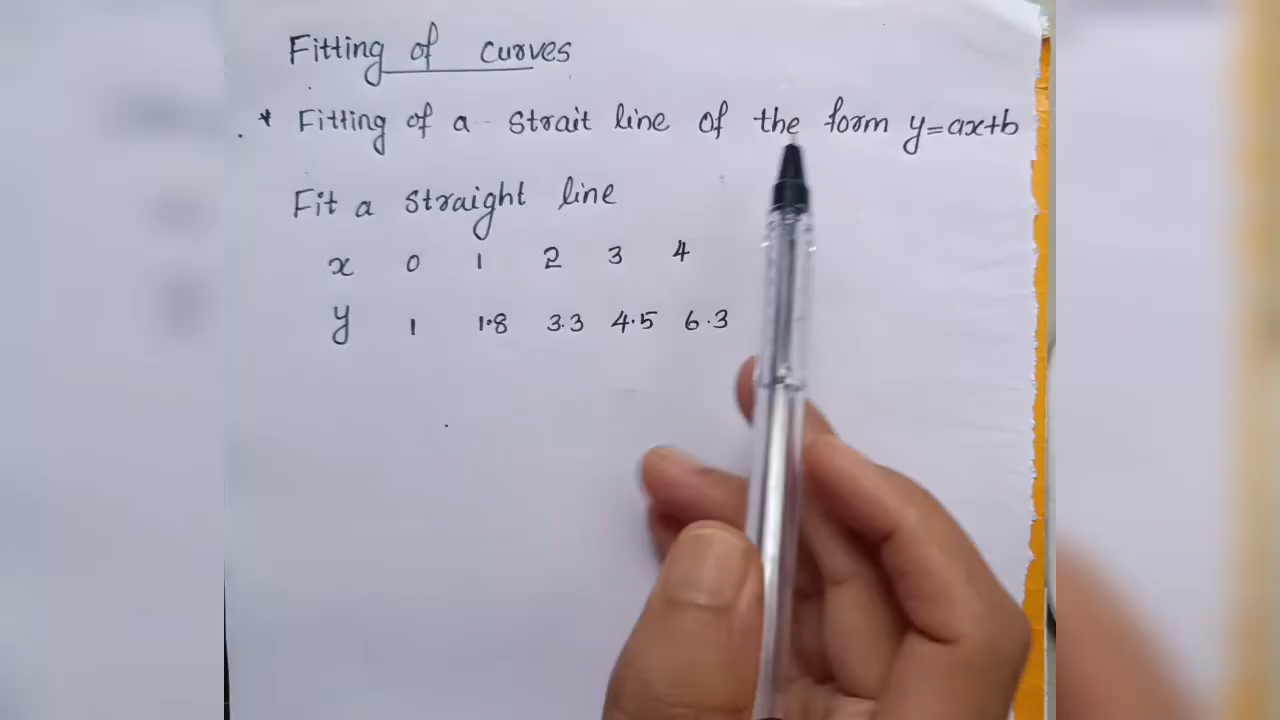 Fitting of curves
* Fitting of a strait line of the form y=ax+b
Fit a straight line
x 0 1 2 3 4
y 1 1.8 3.3 4.5 6.3